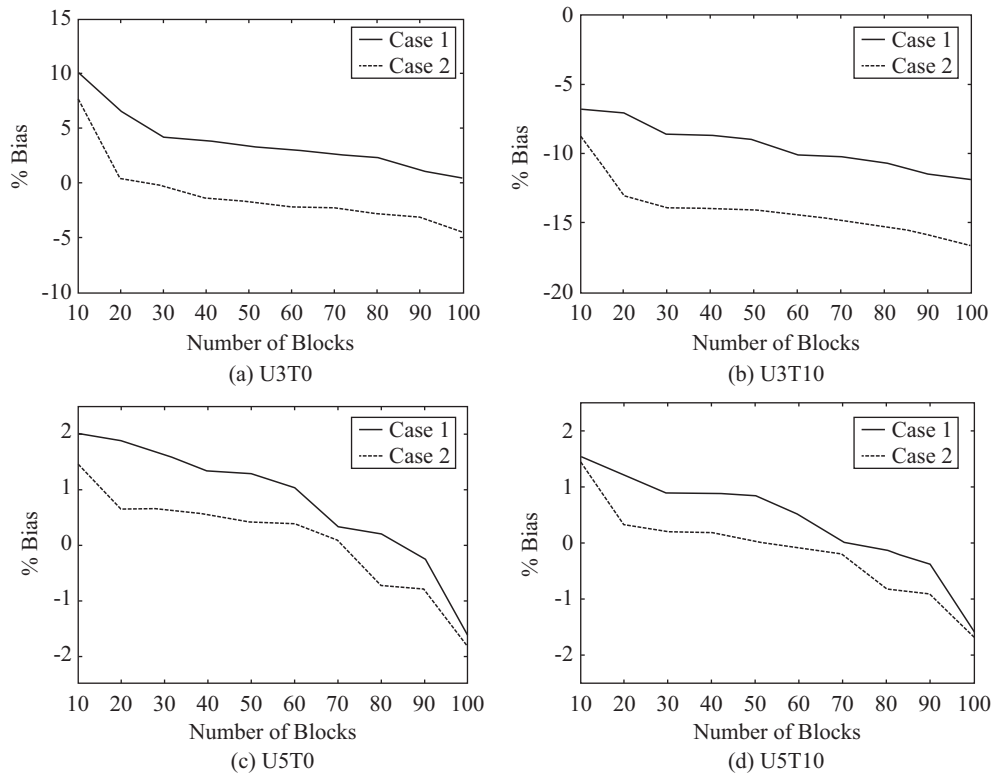 15
10
5
0
-5
-10
% Bias
Case 1
Case 2
10 20 30 40 50 60 70 80 90 100
Number of Blocks
(a) U3T0
0
-5
-10
-15
-20
% Bias
Case 1
Case 2
10 20 30 40 50 60 70 80 90 100
Number of Blocks
(b) U3T10
2
1
0
-1
-2
% Bias
Case 1
Case 2
10 20 30 40 50 60 70 80 90 100
Number of Blocks
(c) U5T0
2
1
0
-1
-2
% Bias
Case 1
Case 2
10 20 30 40 50 60 70 80 90 100
Number of Blocks
(d) U5T10